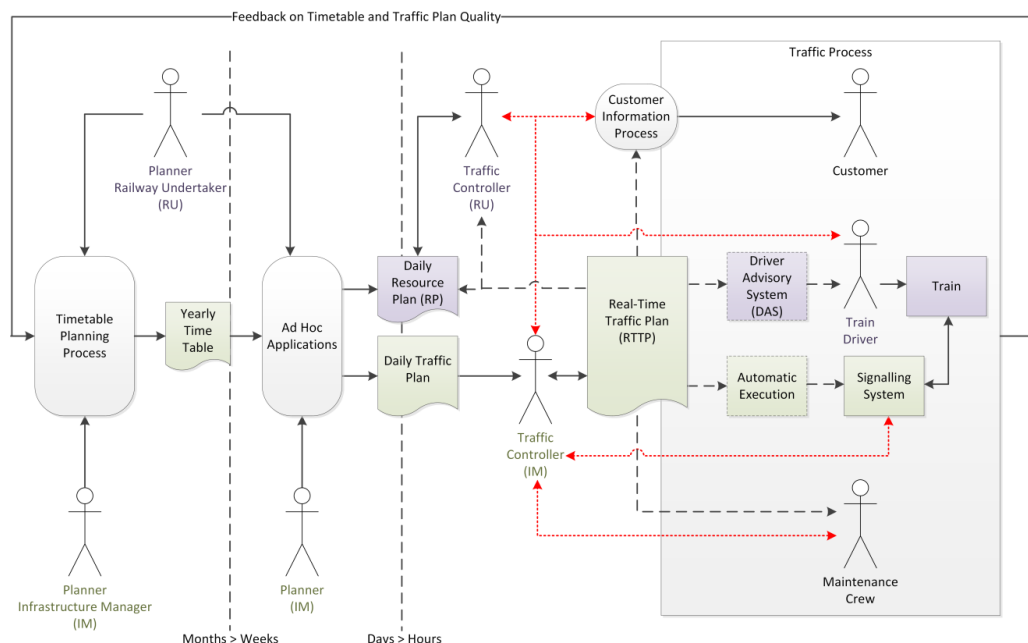 Feedback on Timetable and Traffic Plan Quality
Traffic Process
Planner
Railway Undertaker
(RU)
Traffic
Controller
(RU)
Customer
Information
Process
Customer
Timetable
Planning
Process
Yearly
Time
Table
Ad Hoc
Applications
Daily
Resource
Plan (RP)
Daily Traffic
Plan
Real-Time
Traffic Plan
(RTTP)
Driver
Advisory
System
(DAS)
Train
Driver
Train
Automatic
Execution
Signalling
System
Traffic
Controller
(IM)
Planner
Infrastructure Manager
(IM)
Planner
(IM)
Maintenance
Crew
Months > Weeks
Days > Hours